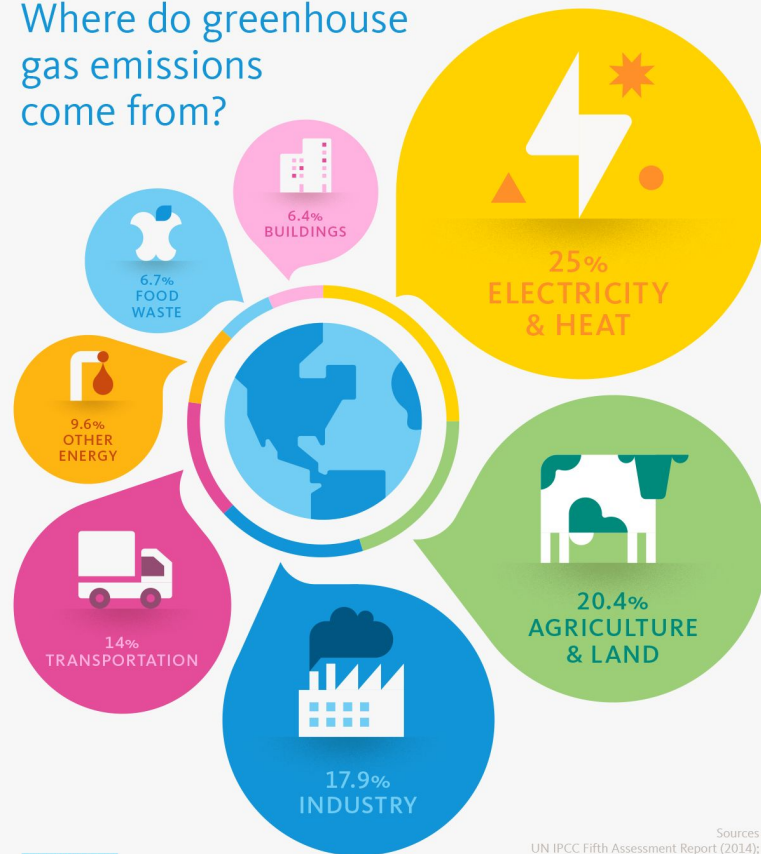 Where do greenhouse
gas emissions
come from?
6.4%
BUILDINGS
25%
ELECTRICITY
& HEAT
6.7%
FOOD
WASTE
9.6%
OTHER
ENERGY
20.4%
AGRICULTURE
& LAND
14%
TRANSPORTATION
17.9%
INDUSTRY
Sources
UN IPCC Fifth Assessment Report (2014);